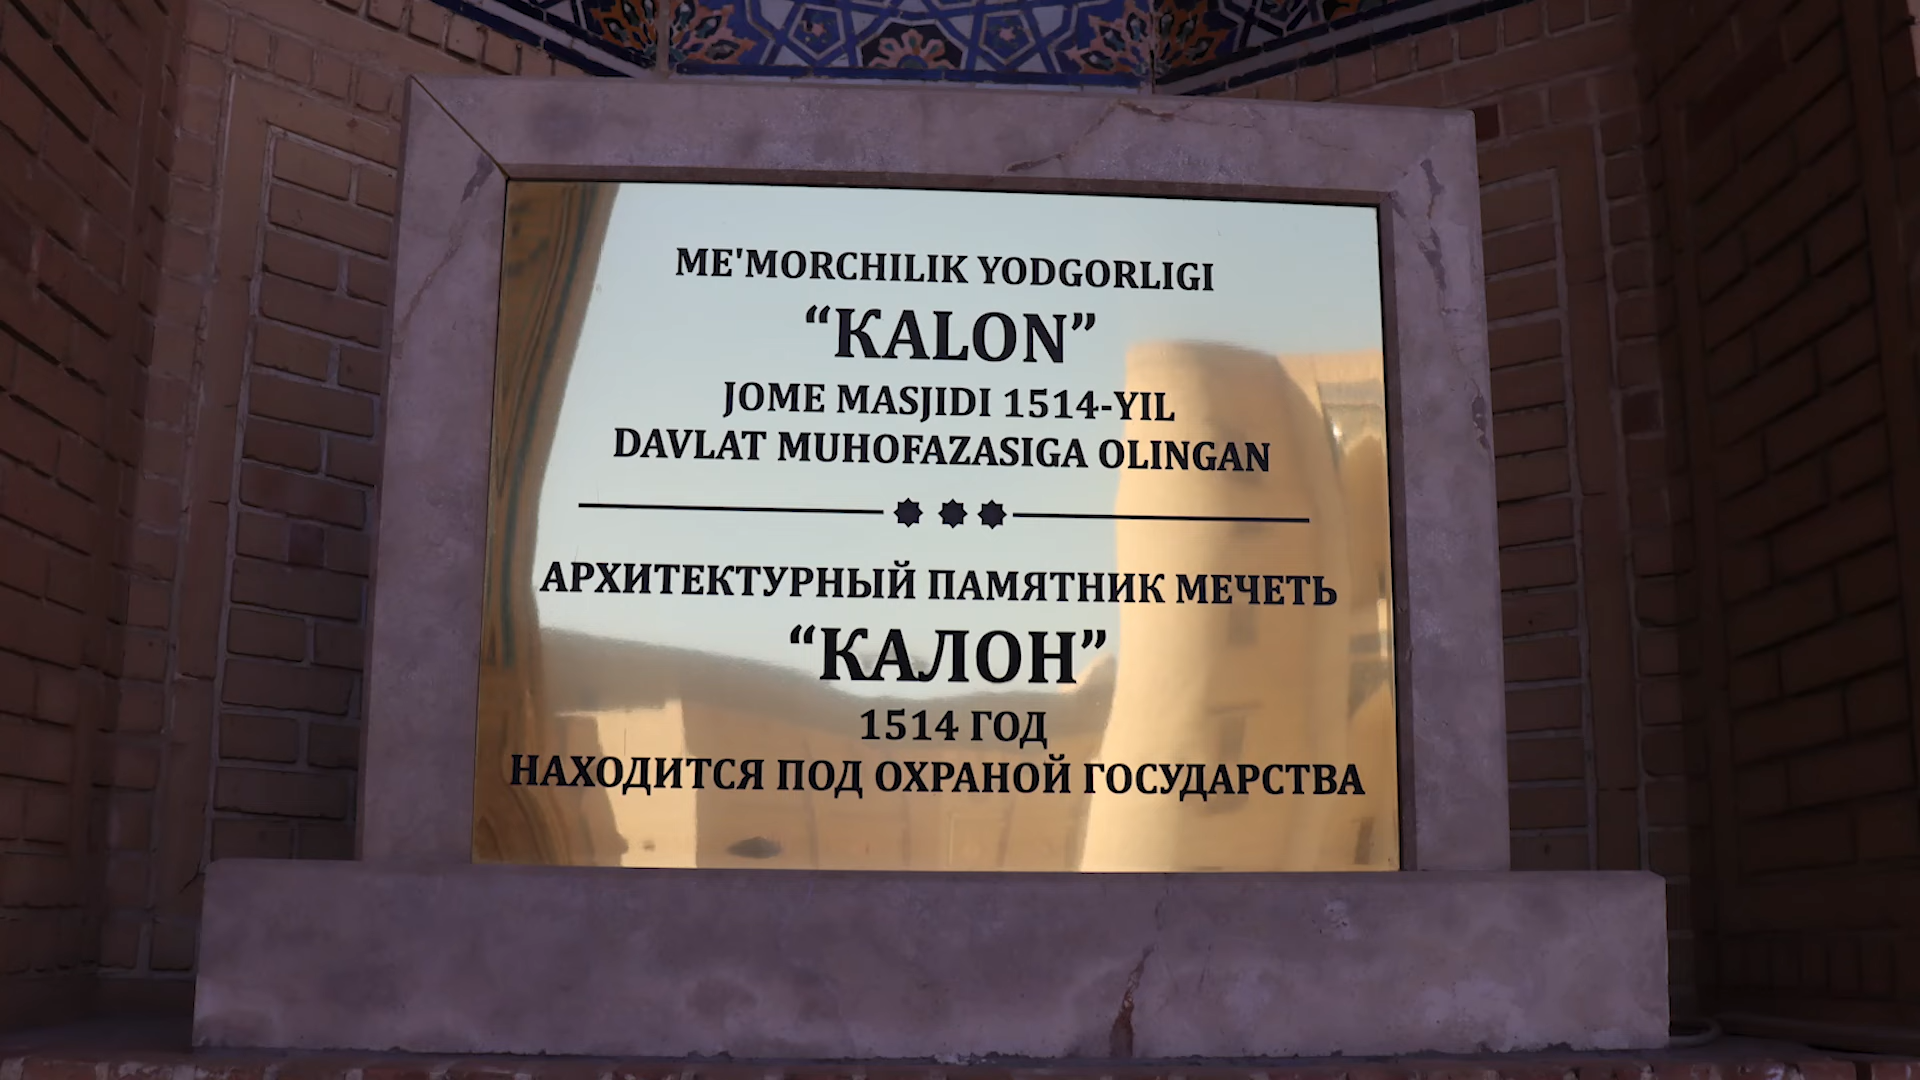 ME'MORCHILIK YODGORLIGI
“KALON”
JOME MASJIDI 1514-YIL
DAVLAT MUHOFAZASIGA OLINGAN
АРХИТЕКТУРНЫЙ ПАМЯТНИК МЕЧЕТЬ
“КАЛОН”
1514 ГОД
НАХОДИТСЯ ПОД ОХРАНОЙ ГОСУДАРСТВА